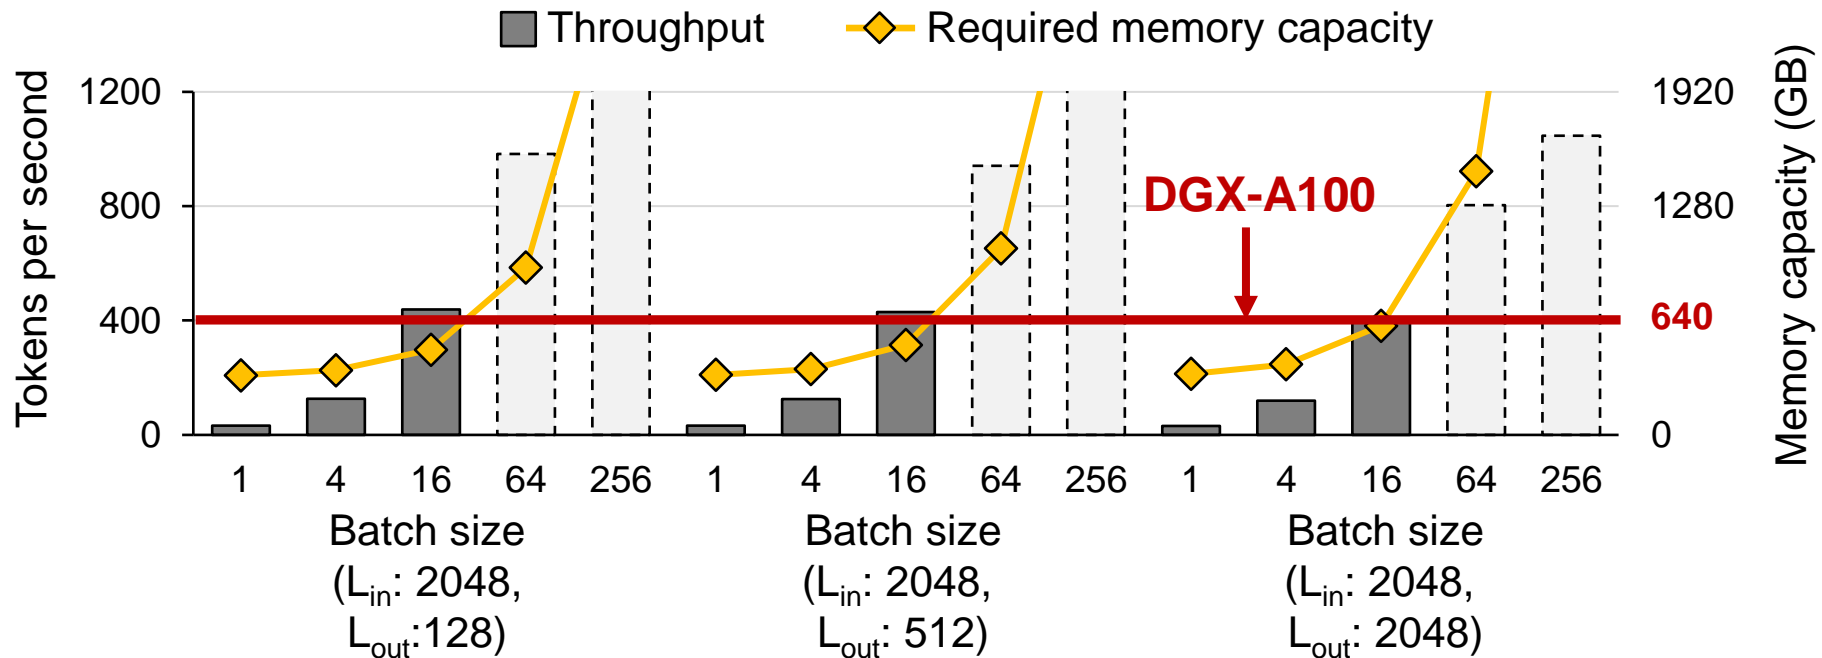 Throughput
Required memory capacity
Tokens per second
1200
800
400
0
1920
1280
640
0
Memory capacity (GB)
DGX-A100
1 4 16 64 256 1 4 16 64 256 1 4 16 64 256
Batch size
(Lin: 2048,
Lout:128)
Batch size
(Lin: 2048,
Lout: 512)
Batch size
(Lin: 2048,
Lout: 2048)